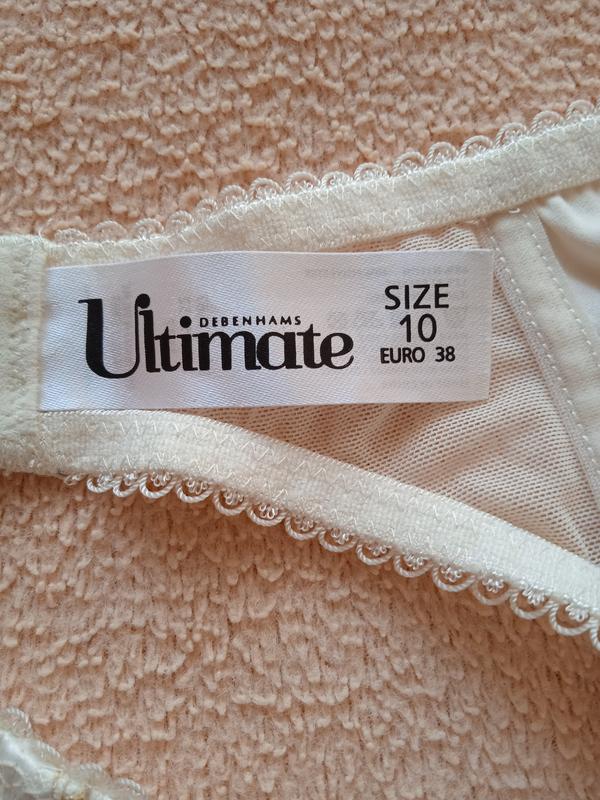 DEBENHAMS
Ultimate
SIZE
10
EURO 38